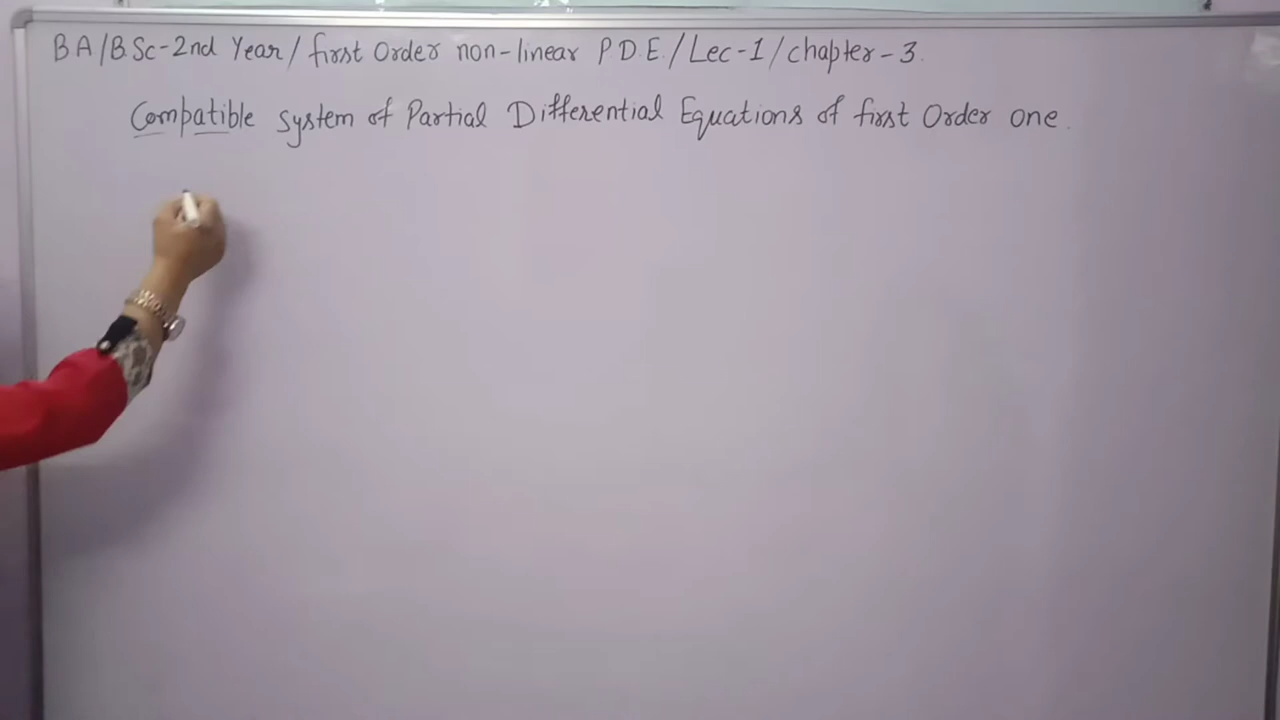 BA/B.Sc-2nd Year/first Order non-linear P.D.E./Lec-1/chapter-3.
Compatible system of Partial Differential Equations of first Order one.